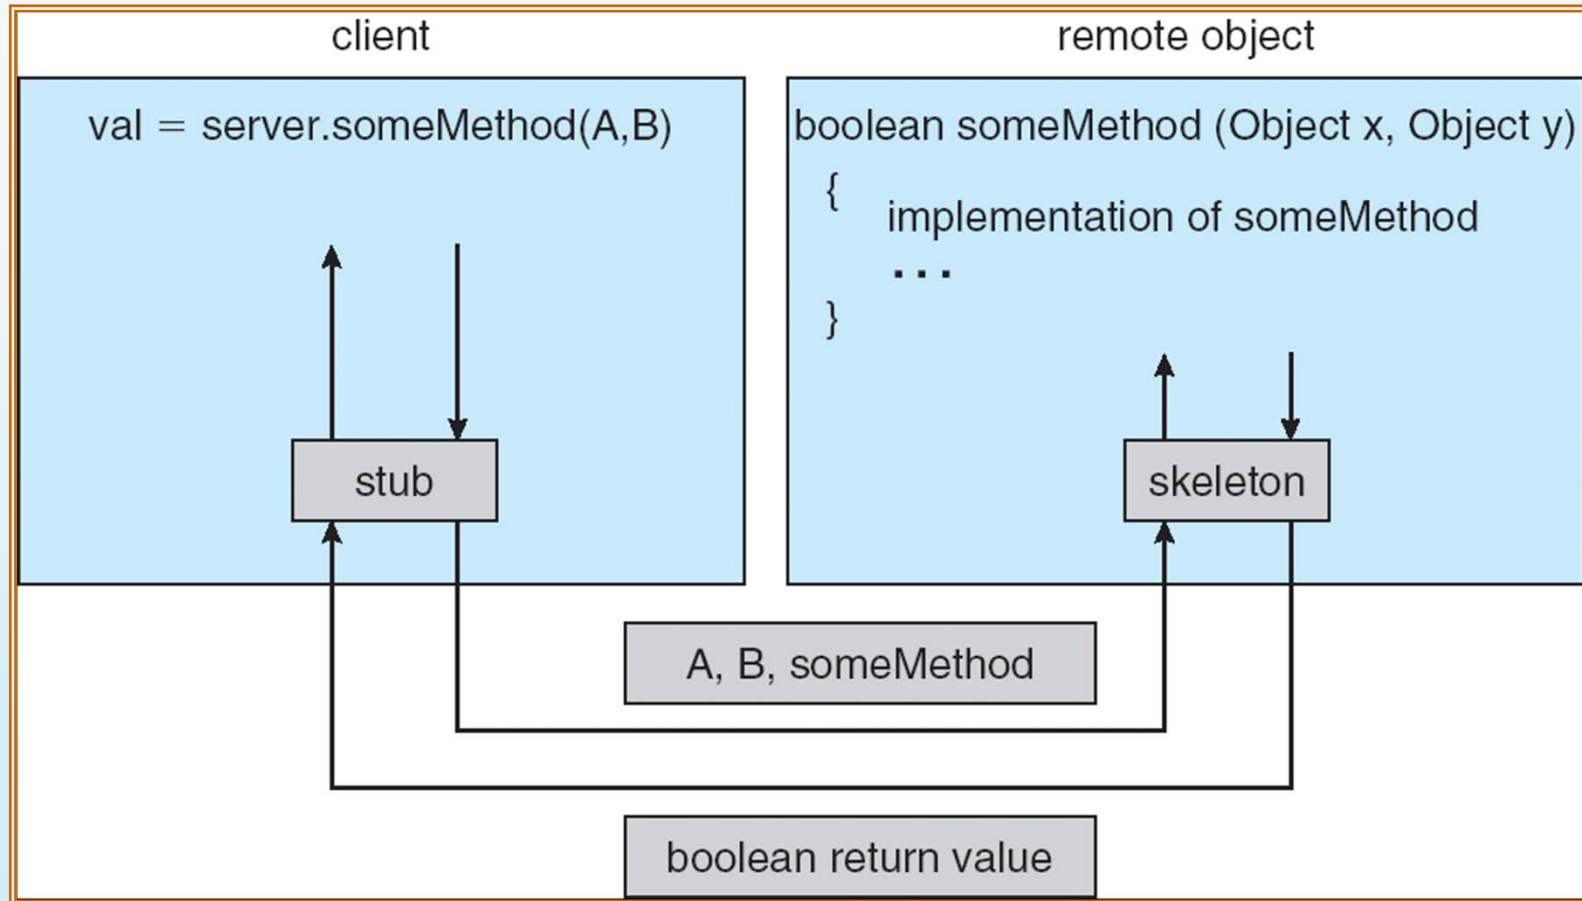 client
val = server.someMethod(A,B)
stub
remote object
boolean someMethod (Object x, Object y)
{
implementation of someMethod
...
}
skeleton
A, B, someMethod
boolean return value